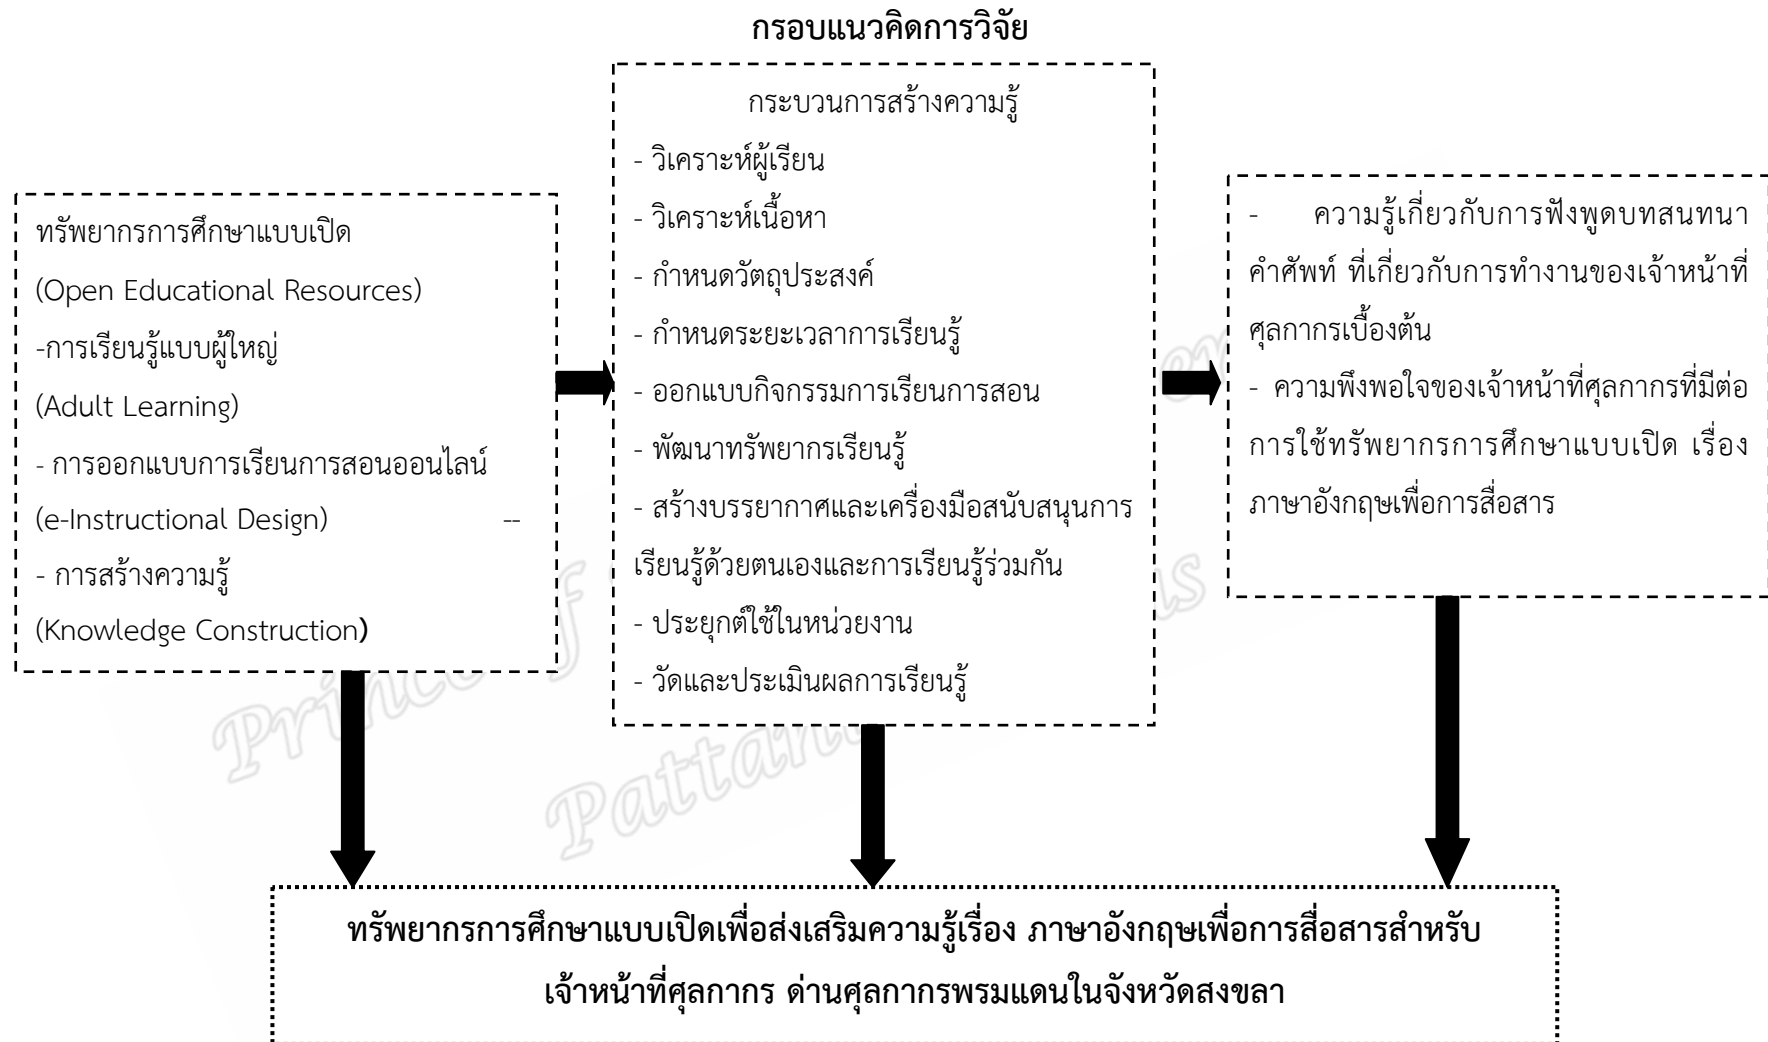 กรอบแนวคิดการวิจัย
ทรัพยากรการศึกษาแบบเปิด
(Open Educational Resources)
-การเรียนรู้แบบผู้ใหญ่
(Adult Learning)
- การออกแบบการเรียนการสอนออนไลน์
(e-Instructional Design) --
- การสร้างความรู้
(Knowledge Construction)
กระบวนการสร้างความรู้
- วิเคราะห์ผู้เรียน
- วิเคราะห์เนื้อหา
- กำหนดวัตถุประสงค์
- กำหนดระยะเวลาการเรียนรู้
- ออกแบบกิจกรรมการเรียนการสอน
- พัฒนาทรัพยากรเรียนรู้
- สร้างบรรยากาศและเครื่องมือสนับสนุนการ
เรียนรู้ด้วยตนเองและการเรียนรู้ร่วมกัน
- ประยุกต์ใช้ในหน่วยงาน
- วัดและประเมินผลการเรียนรู้
- ความรู้เกี่ยวกับการฟังพูดบทสนทนา
คำศัพท์ ที่เกี่ยวกับการทำงานของเจ้าหน้าที่
ศุลกากรเบื้องต้น
- ความพึงพอใจของเจ้าหน้าที่ศุลกากรที่มีต่อ
การใช้ทรัพยากรการศึกษาแบบเปิด เรื่อง
ภาษาอังกฤษเพื่อการสื่อสาร
ทรัพยากรการศึกษาแบบเปิดเพื่อส่งเสริมความรู้เรื่อง ภาษาอังกฤษเพื่อการสื่อสารสำหรับ
เจ้าหน้าที่ศุลกากร ด่านศุลกากรพรมแดนในจังหวัดสงขลา